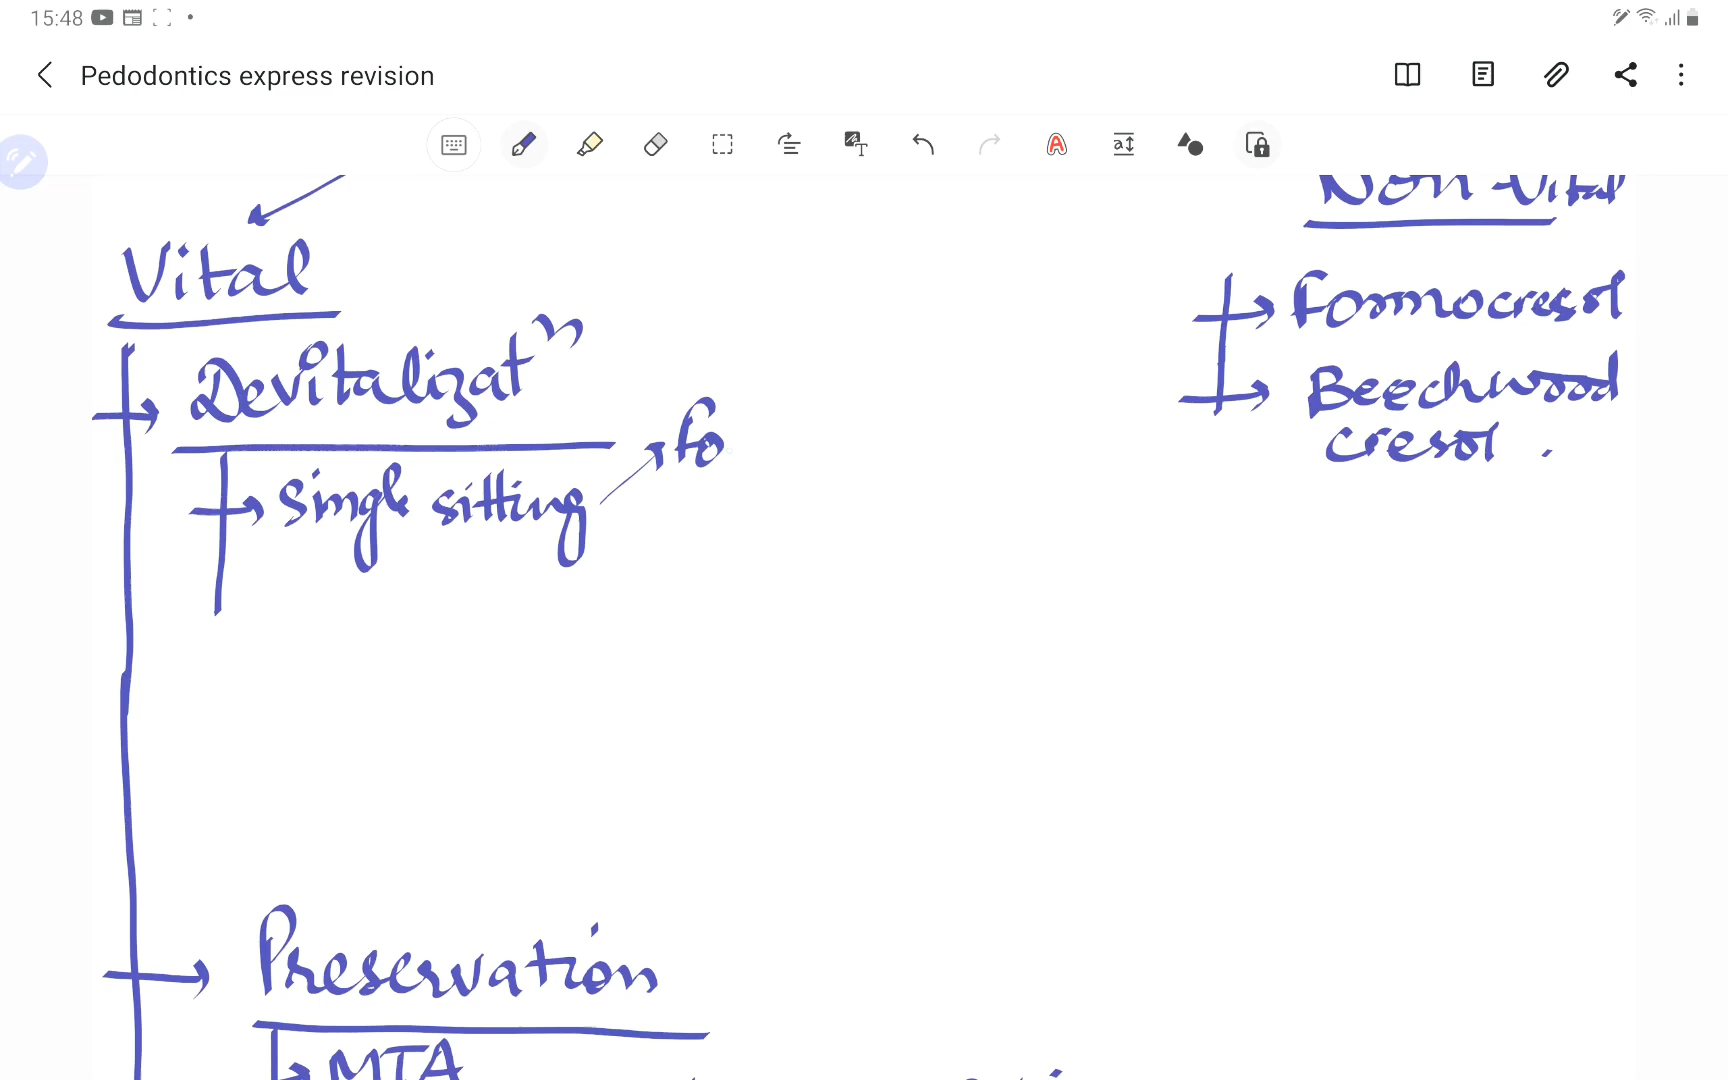 15:48
Pedodontics express revision
Non-Vital
Vital
Formocresol
Devitalizatn
Beechwood
cresol .
fo
Single sitting
Preservation
MTA